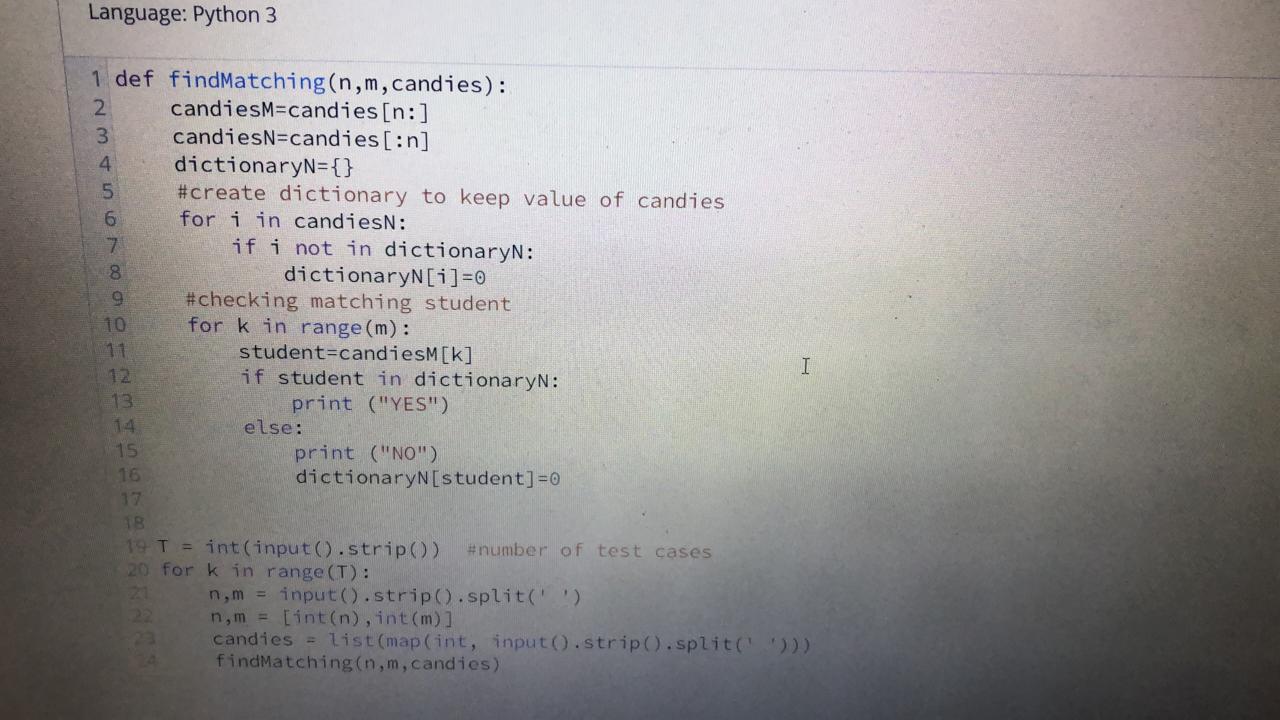 Language: Python 3
1 def findMatching(n,m,candies):
2     candiesM=candies[n:]
3     candiesN=candies[:n]
4     dictionaryN={}
5     #create dictionary to keep value of candies
6     for i in candiesN:
7         if i not in dictionaryN:
8             dictionaryN[i]=0
9     #checking matching student
10     for k in range(m):
11         student=candiesM[k]
12         if student in dictionaryN:
13             print ("YES")
14         else:
15             print ("NO")
16             dictionaryN[student]=0
17
18
19 T = int(input().strip())  #number of test cases
20 for k in range(T):
21     n,m = input().strip().split(' ')
22     n,m = [int(n),int(m)]
23     candies = list(map(int, input().strip().split(' ')))
24     findMatching(n,m,candies)